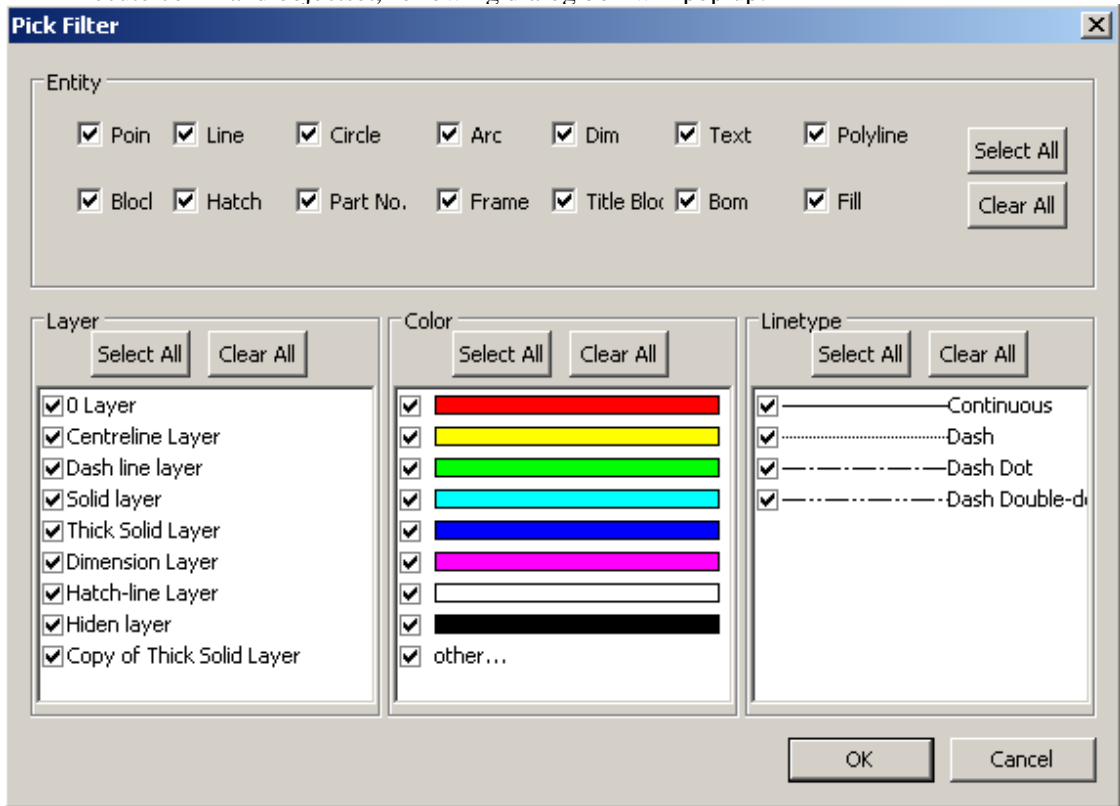 Pick Filter
Entity
Poin Line Circle Arc Dim Text Polyline
Select All
Blocl Hatch Part No. Frame Title Bloc Bom Fill
Clear All
Layer
Select All Clear All
0 Layer
Centreline Layer
Dash line layer
Solid layer
Thick Solid Layer
Dimension Layer
Hatch-line Layer
Hiden layer
Copy of Thick Solid Layer
Color
Select All Clear All
other...
Linetype
Select All Clear All
Continuous
Dash
Dash Dot
Dash Double-d
OK Cancel